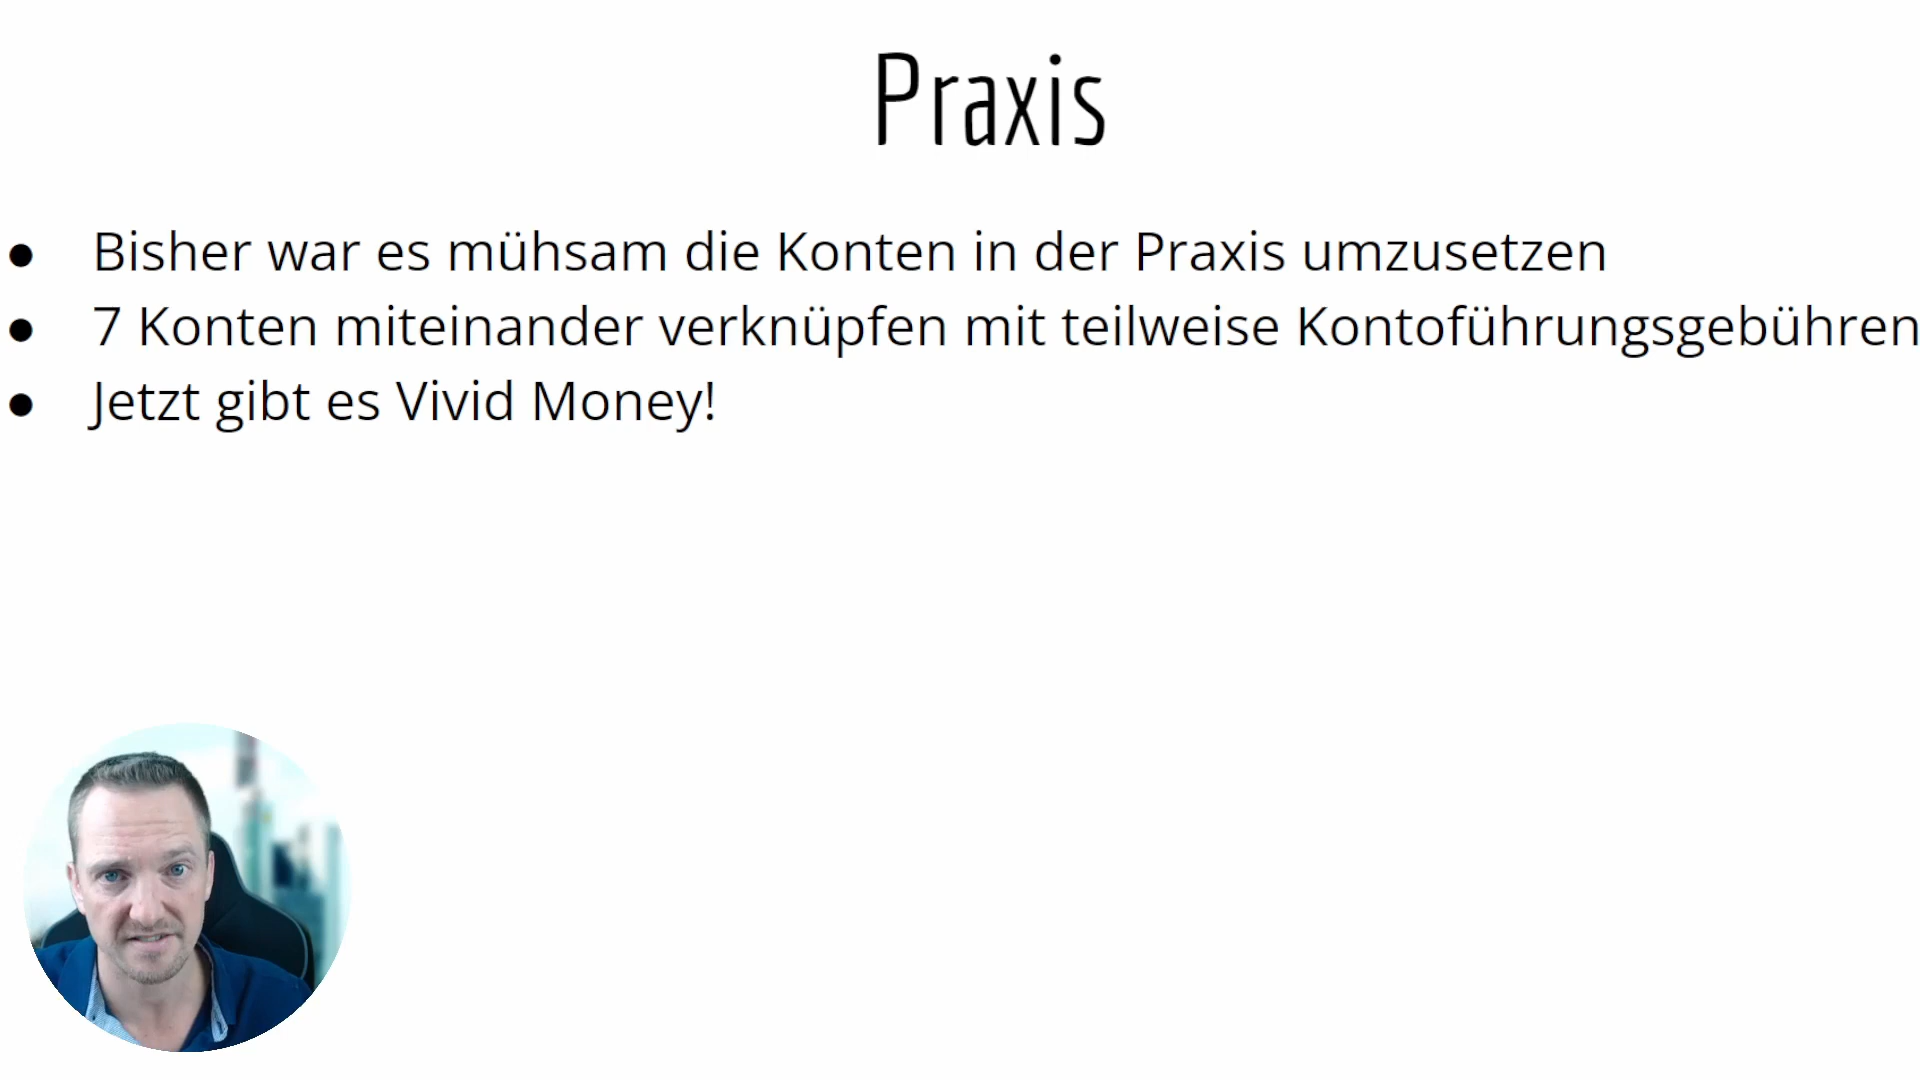 Praxis
● Bisher war es mühsam die Konten in der Praxis umzusetzen
● 7 Konten miteinander verknüpfen mit teilweise Kontoführungsgebühren
● Jetzt gibt es Vivid Money!